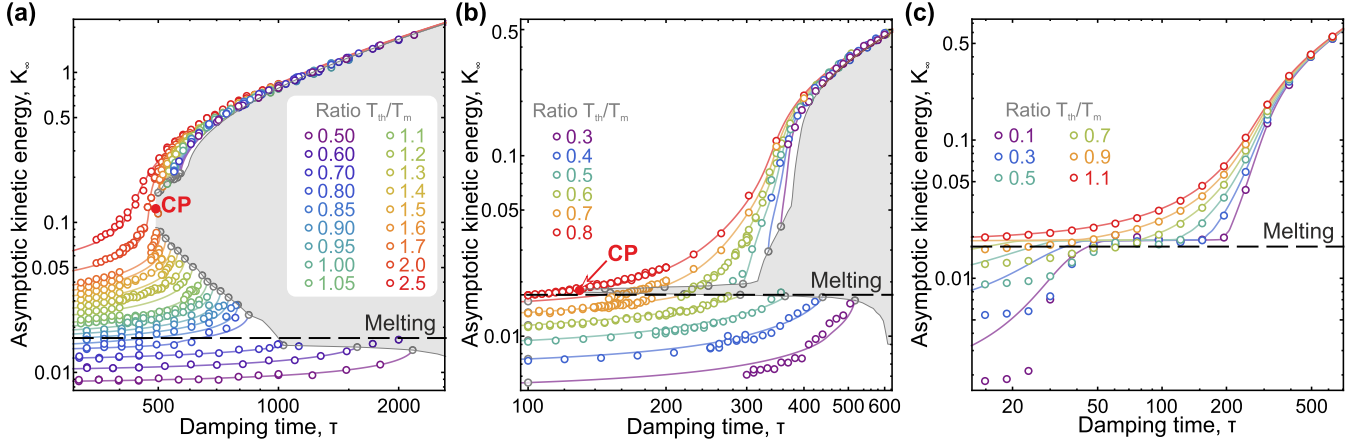 (a)
Asymptotic kinetic energy, K∞
1
0.5
0.1
0.05
0.01
Ratio Tth/Tm
0.50 1.1
0.60 1.2
0.70 1.3
0.80 1.4
0.85 1.5
0.90 1.6
0.95 1.7
1.00 2.0
1.05 2.5
CP
Melting
500 1000 2000
Damping time, τ
(b)
Asymptotic kinetic energy, K∞
0.5
0.1
0.05
0.01
Ratio Tth/Tm
0.3
0.4
0.5
0.6
0.7
0.8
CP
Melting
100 200 300 400 500 600
Damping time, τ
(c)
Asymptotic kinetic energy, K∞
0.5
0.1
0.05
0.01
Ratio Tth/Tm
0.1 0.7
0.3 0.9
0.5 1.1
Melting
20 50 100 200 500
Damping time, τ